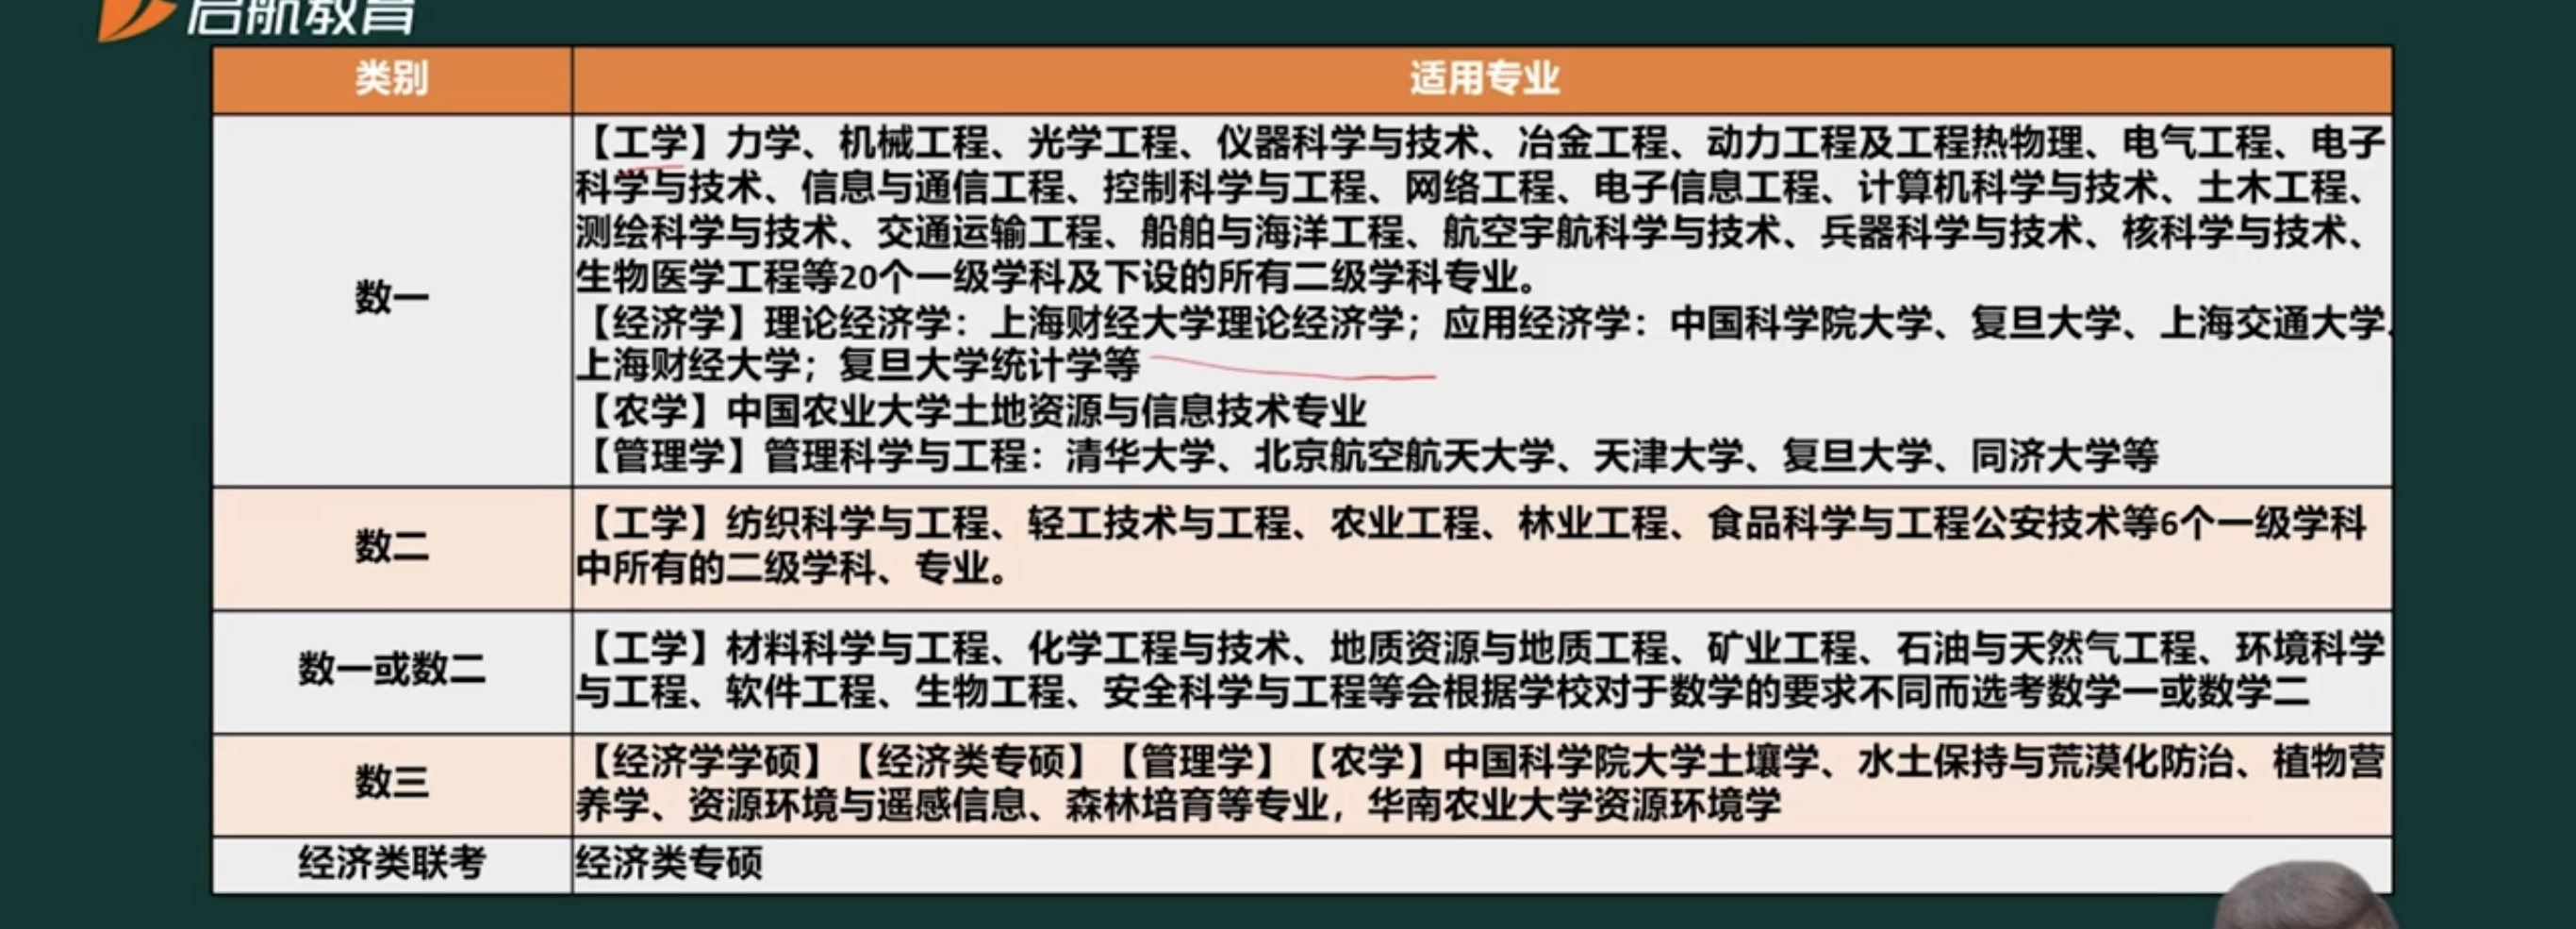 启航教育
类别
适用专业
数一
【工学】力学、机械工程、光学工程、仪器科学与技术、冶金工程、动力工程及工程热物理、电气工程、电子
科学与技术、信息与通信工程、控制科学与工程、网络工程、电子信息工程、计算机科学与技术、土木工程、
测绘科学与技术、交通运输工程、船舶与海洋工程、航空宇航科学与技术、兵器科学与技术、核科学与技术、
生物医学工程等20个一级学科及下设的所有二级学科专业。
【经济学】理论经济学：上海财经大学理论经济学；应用经济学：中国科学院大学、复旦大学、上海交通大学、
上海财经大学；复旦大学统计学等
【农学】中国农业大学土地资源与信息技术专业
【管理学】管理科学与工程：清华大学、北京航空航天大学、天津大学、复旦大学、同济大学等
数二
【工学】纺织科学与工程、轻工技术与工程、农业工程、林业工程、食品科学与工程公安技术等6个一级学科
中所有的二级学科、专业。
数一或数二
【工学】材料科学与工程、化学工程与技术、地质资源与地质工程、矿业工程、石油与天然气工程、环境科学
与工程、软件工程、生物工程、安全科学与工程等会根据学校对于数学的要求不同而选考数学一或数学二
数三
【经济学学硕】【经济类专硕】【管理学】【农学】中国科学院大学土壤学、水土保持与荒漠化防治、植物营
养学、资源环境与遥感信息、森林培育等专业，华南农业大学资源环境学
经济类联考
经济类专硕